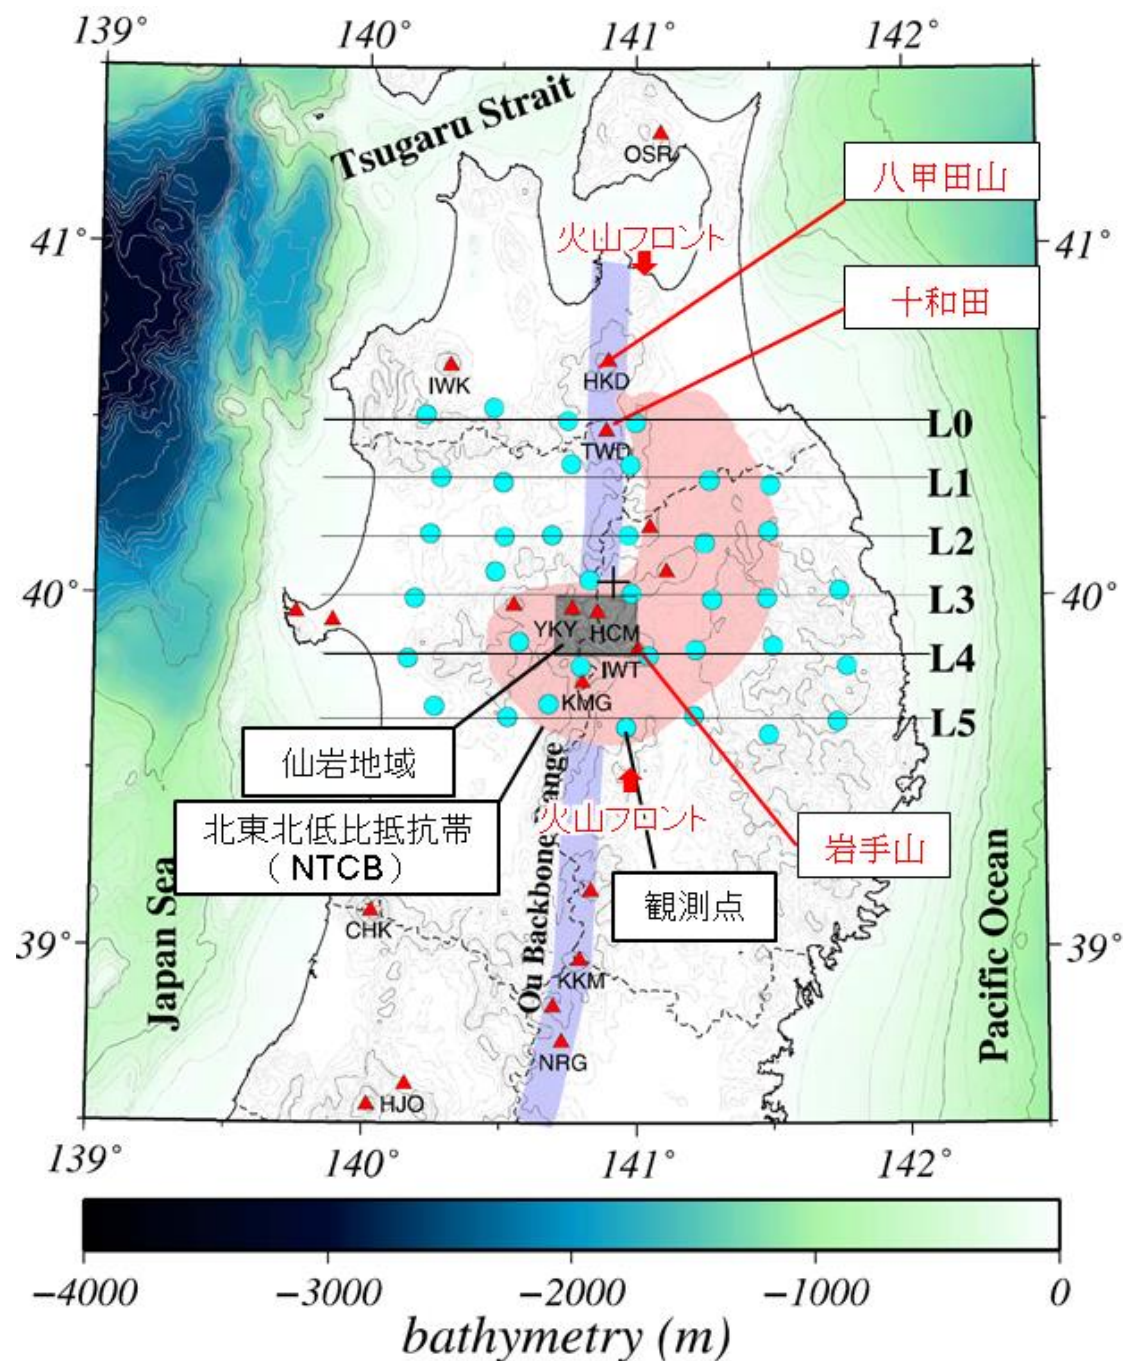 139°
140°
141°
142°
Tsugaru Strait
OSR
八甲田山
41°
火山フロント
41°
十和田
IWK
HKD
L0
TWD
L1
L2
40°
L3
40°
YKY
HCM
L4
IWT
KMG
L5
仙岩地域
北東北低比抵抗帯
（NTCB）
火山フロント
岩手山
観測点
Ou Backbone
ange
Japan Sea
Pacific Ocean
CHK
39°
39°
KKM
NRG
HJO
139°
140°
141°
142°
−4000
−3000
−2000
−1000
0
bathymetry (m)